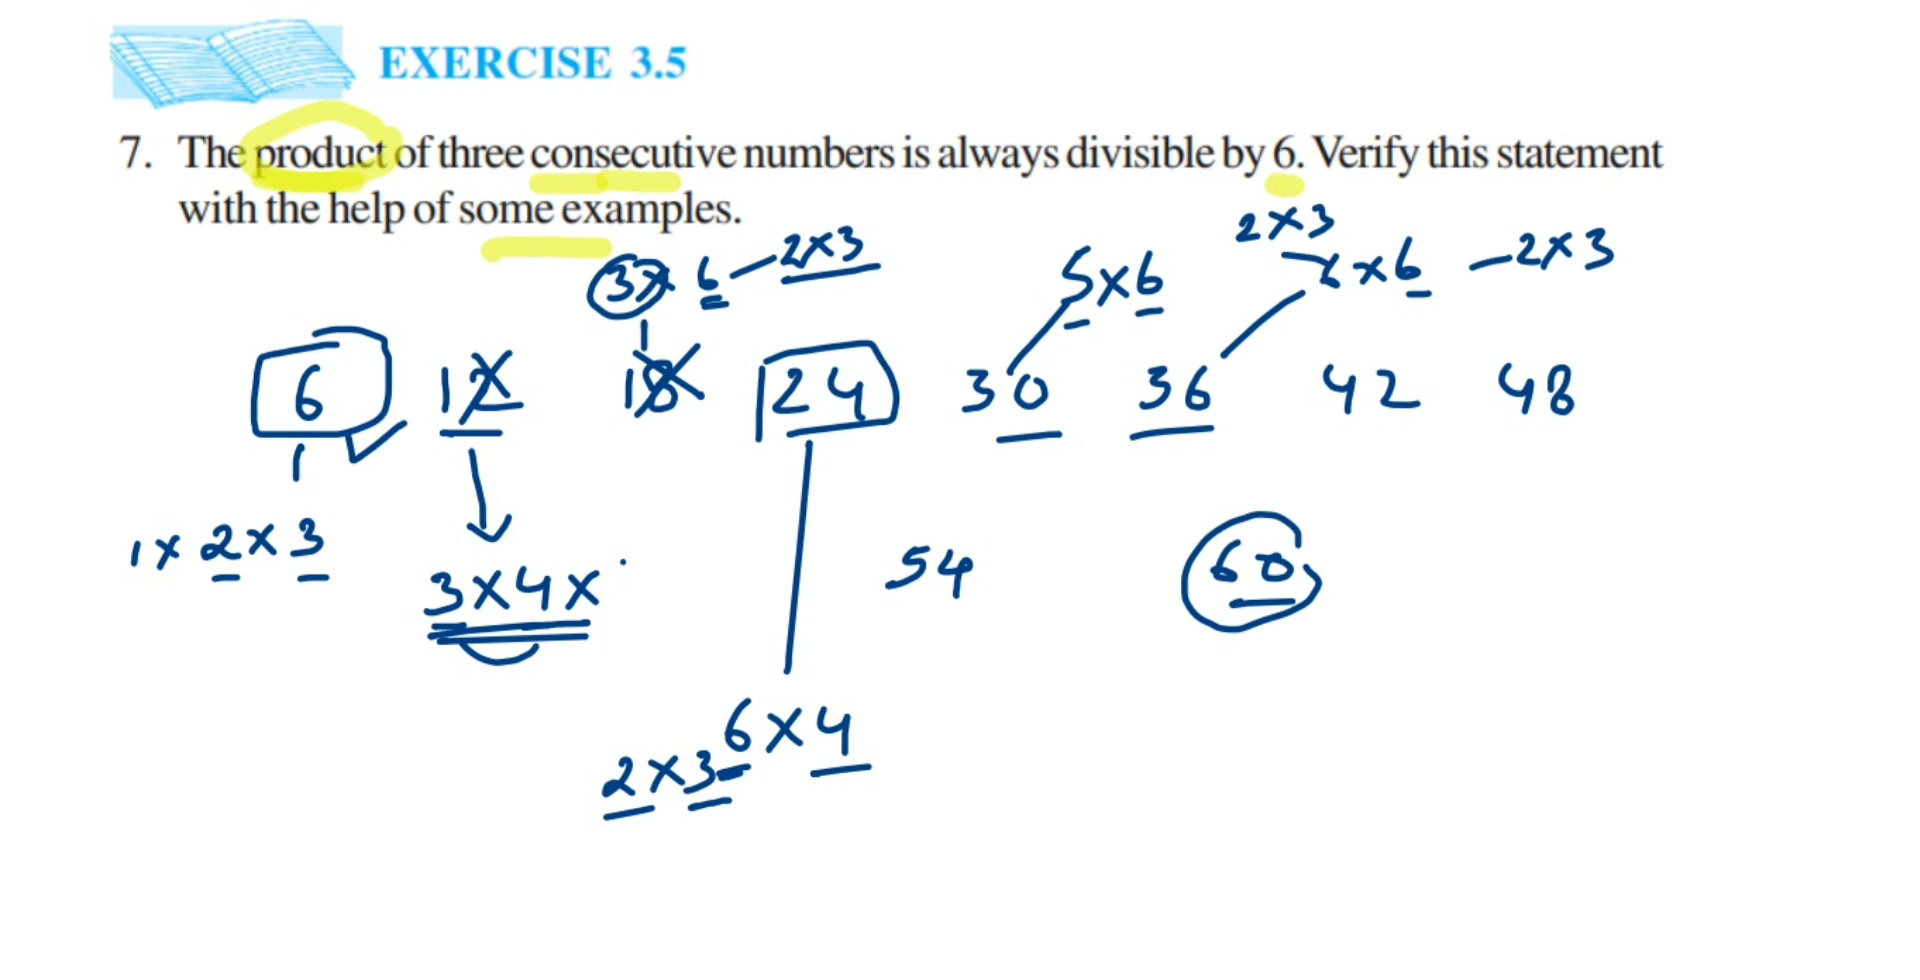 EXERCISE 3.5
7. The product of three consecutive numbers is always divisible by 6. Verify this statement
with the help of some examples.
3× 6 — 2×3
5×6
2×3
6×6 — 2×3
6 12 18 24 30 36 42 48
1×2×3
3×4×
54
60
6×4
2×3